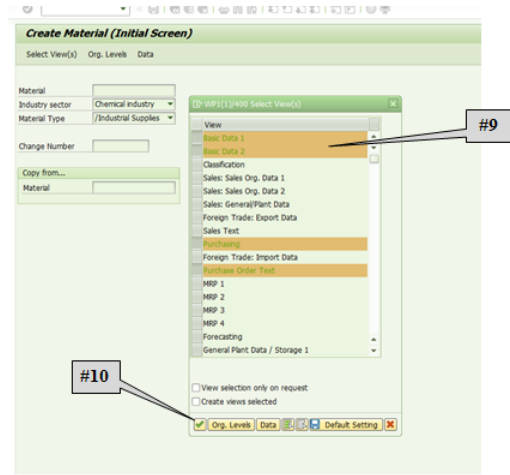 Create Material (Initial Screen)
Select View(s) Org. Levels Data
Material
Industry sector Chemical industry
Material Type /Industrial Supplies
Change Number
Copy from...
Material
WP1(1)/400 Select View(s)
View
Basic Data 1
Basic Data 2
Classification
Sales: Sales Org. Data 1
Sales: Sales Org. Data 2
Sales: General/Plant Data
Foreign Trade: Export Data
Sales Text
Purchasing
Foreign Trade: Import Data
Purchase Order Text
MRP 1
MRP 2
MRP 3
MRP 4
Forecasting
General Plant Data / Storage 1
View selection only on request
Create views selected
Org. Levels Data Default Setting
#9
#10